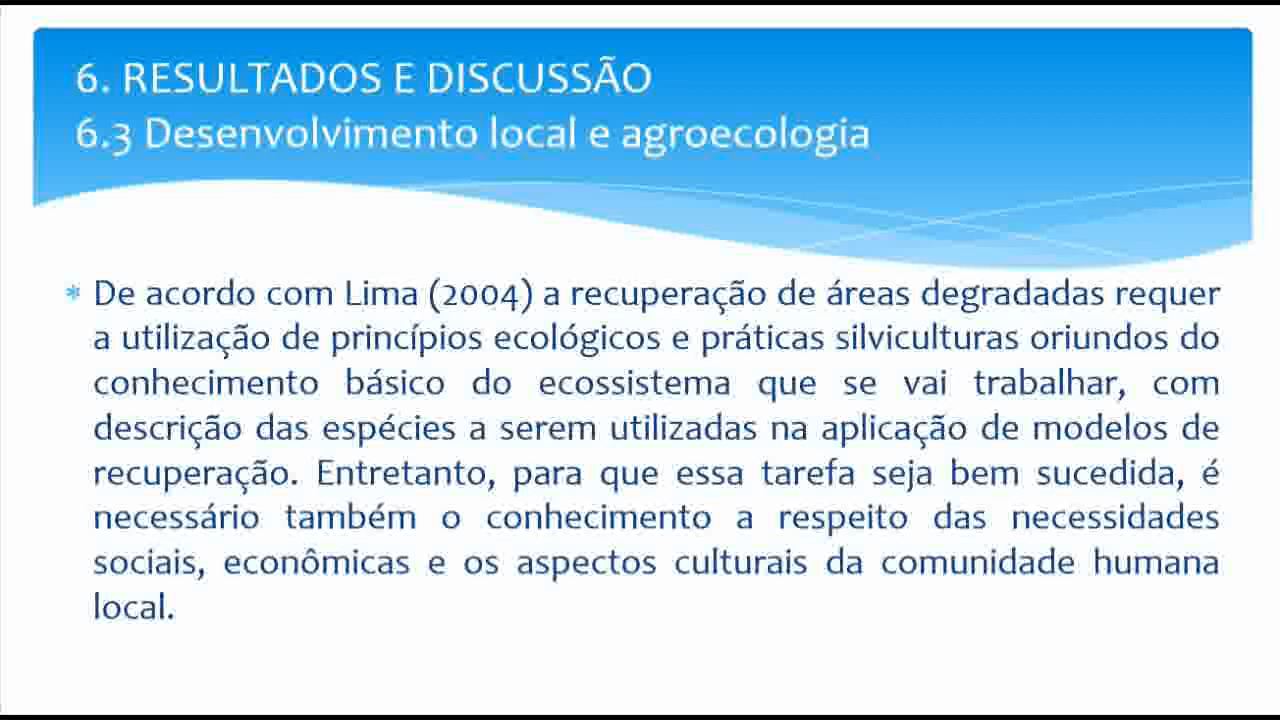 6. RESULTADOS E DISCUSSÃO
6.3 Desenvolvimento local e agroecologia
* De acordo com Lima (2004) a recuperação de áreas degradadas requer
a utilização de princípios ecológicos e práticas silviculturas oriundos do
conhecimento básico do ecossistema que se vai trabalhar, com
descrição das espécies a serem utilizadas na aplicação de modelos de
recuperação. Entretanto, para que essa tarefa seja bem sucedida, é
necessário também o conhecimento a respeito das necessidades
sociais, econômicas e os aspectos culturais da comunidade humana
local.